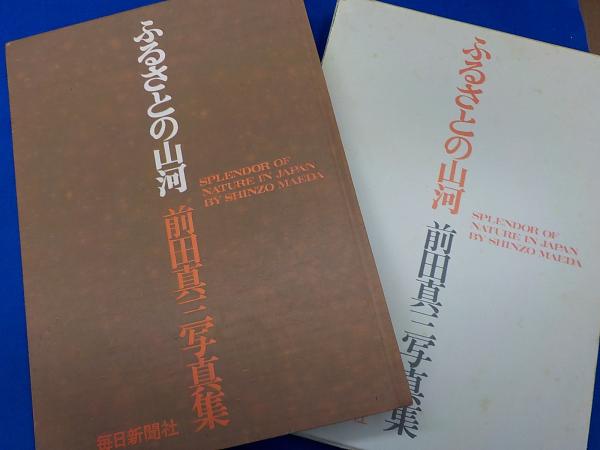 ふるさとの山河
SPLENDOR OF
NATURE IN JAPAN
BY SHINZO MAEDA
前田真三写真集
毎日新聞社
ふるさとの山河
SPLENDOR OF
NATURE IN JAPAN
BY SHINZO MAEDA
前田真三写真集